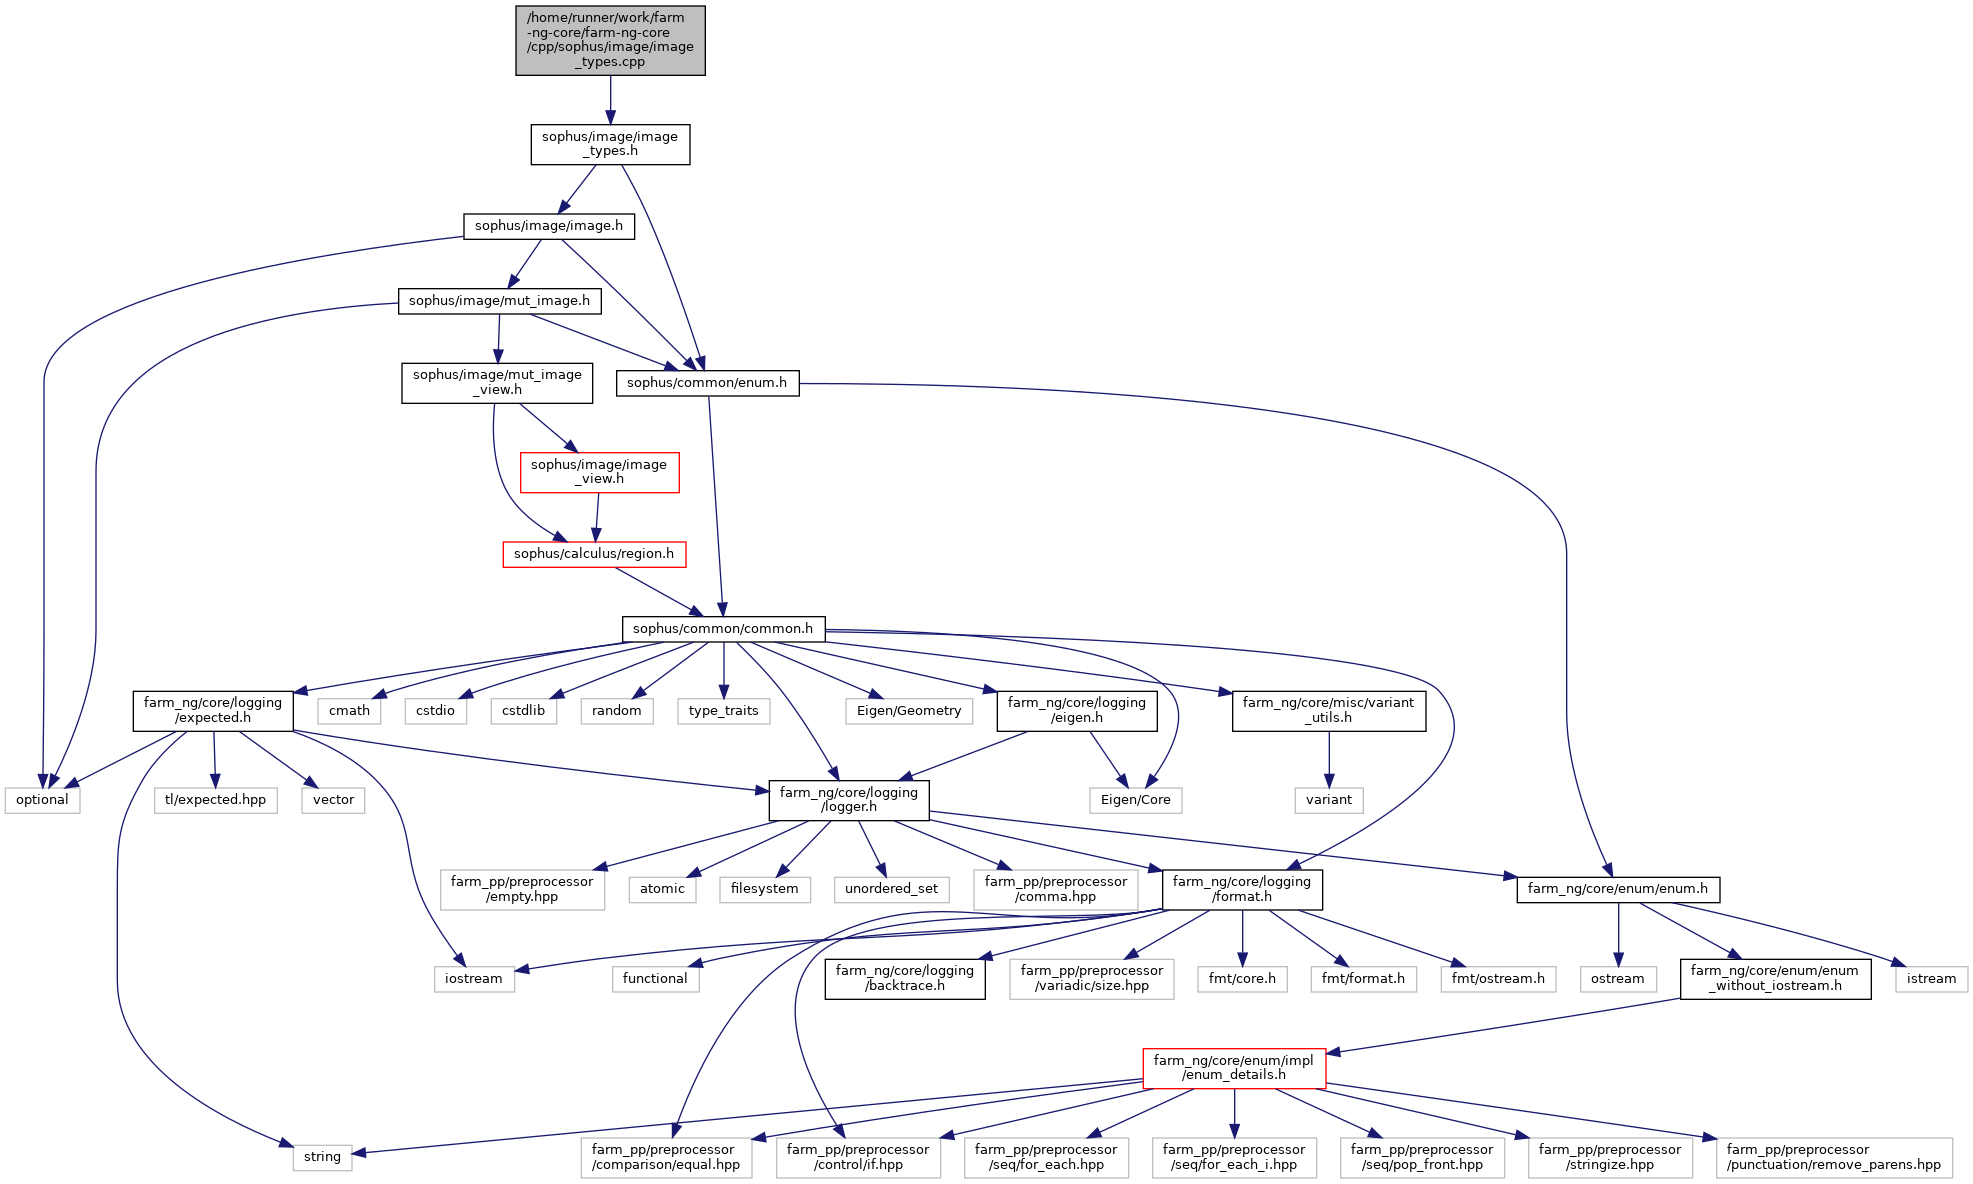 /home/runner/work/farm
-ng-core/farm-ng-core
/cpp/sophus/image/image
_types.cpp
sophus/image/image
_types.h
sophus/image/image.h
sophus/image/mut_image.h
sophus/image/mut_image
_view.h
sophus/common/enum.h
sophus/image/image
_view.h
sophus/calculus/region.h
sophus/common/common.h
farm_ng/core/logging
/expected.h
cmath
cstdio
cstdlib
random
type_traits
Eigen/Geometry
farm_ng/core/logging
/eigen.h
farm_ng/core/misc/variant
_utils.h
optional
tl/expected.hpp
vector
farm_ng/core/logging
/logger.h
Eigen/Core
variant
farm_pp/preprocessor
/empty.hpp
atomic
filesystem
unordered_set
farm_pp/preprocessor
/comma.hpp
farm_ng/core/logging
/format.h
farm_ng/core/enum/enum.h
iostream
functional
farm_ng/core/logging
/backtrace.h
farm_pp/preprocessor
/variadic/size.hpp
fmt/core.h
fmt/format.h
fmt/ostream.h
ostream
farm_ng/core/enum/enum
_without_iostream.h
istream
farm_ng/core/enum/impl
/enum_details.h
string
farm_pp/preprocessor
/comparison/equal.hpp
farm_pp/preprocessor
/control/if.hpp
farm_pp/preprocessor
/seq/for_each.hpp
farm_pp/preprocessor
/seq/for_each_i.hpp
farm_pp/preprocessor
/seq/pop_front.hpp
farm_pp/preprocessor
/stringize.hpp
farm_pp/preprocessor
/punctuation/remove_parens.hpp